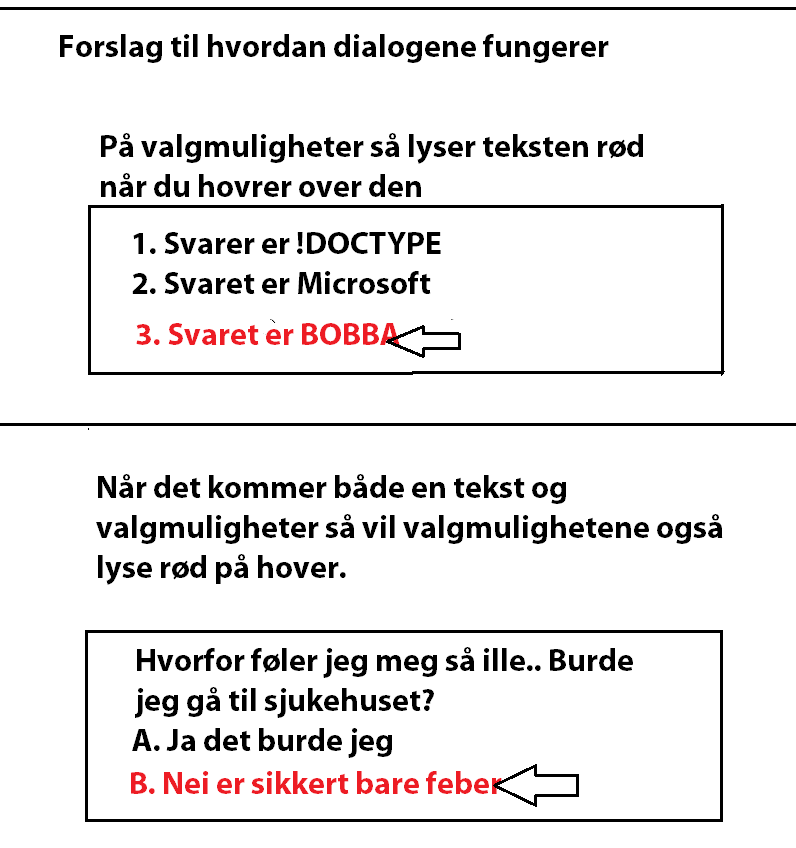 Forslag til hvordan dialogene fungerer
På valgmuligheter så lyser teksten rød
når du hovrer over den
1. Svarer er !DOCTYPE
2. Svaret er Microsoft
3. Svaret er BOBBA
Når det kommer både en tekst og
valgmuligheter så vil valgmulighetene også
lyse rød på hover.
Hvorfor føler jeg meg så ille.. Burde
jeg gå til sjukehuset?
A. Ja det burde jeg
B. Nei er sikkert bare feber